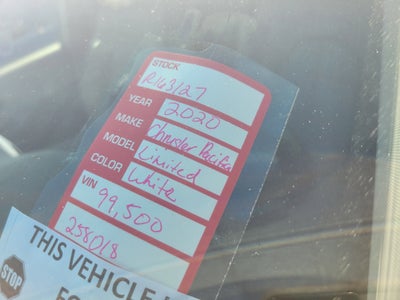 STOCK
R163127
YEAR 2020
MAKE Chrysler Pacifica
MODEL Limited
COLOR White
VIN 99,500
258018
THIS VEHICLE
STOP